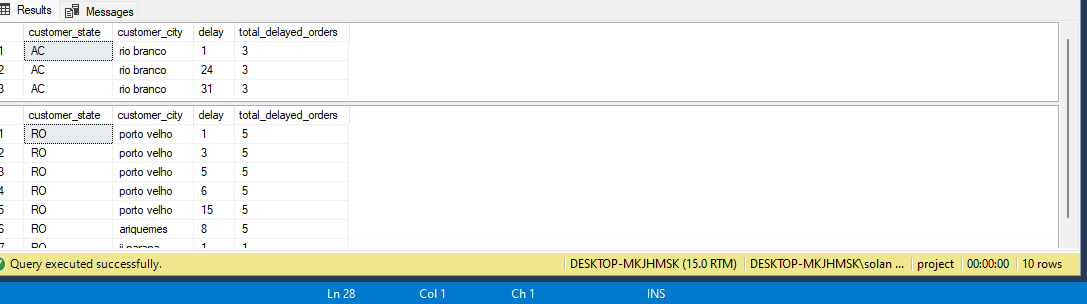 Results Messages
customer_state customer_city delay total_delayed_orders
1 AC rio branco 1 3
2 AC rio branco 24 3
3 AC rio branco 31 3
customer_state customer_city delay total_delayed_orders
1 RO porto velho 1 5
2 RO porto velho 3 5
3 RO porto velho 5 5
4 RO porto velho 6 5
5 RO porto velho 15 5
6 RO ariquemes 8 5
7 RO ji parana 1 1
Query executed successfully. DESKTOP-MKJHMSK (15.0 RTM) DESKTOP-MKJHMSK\solan ... project 00:00:00 10 rows
Ln 28 Col 1 Ch 1 INS